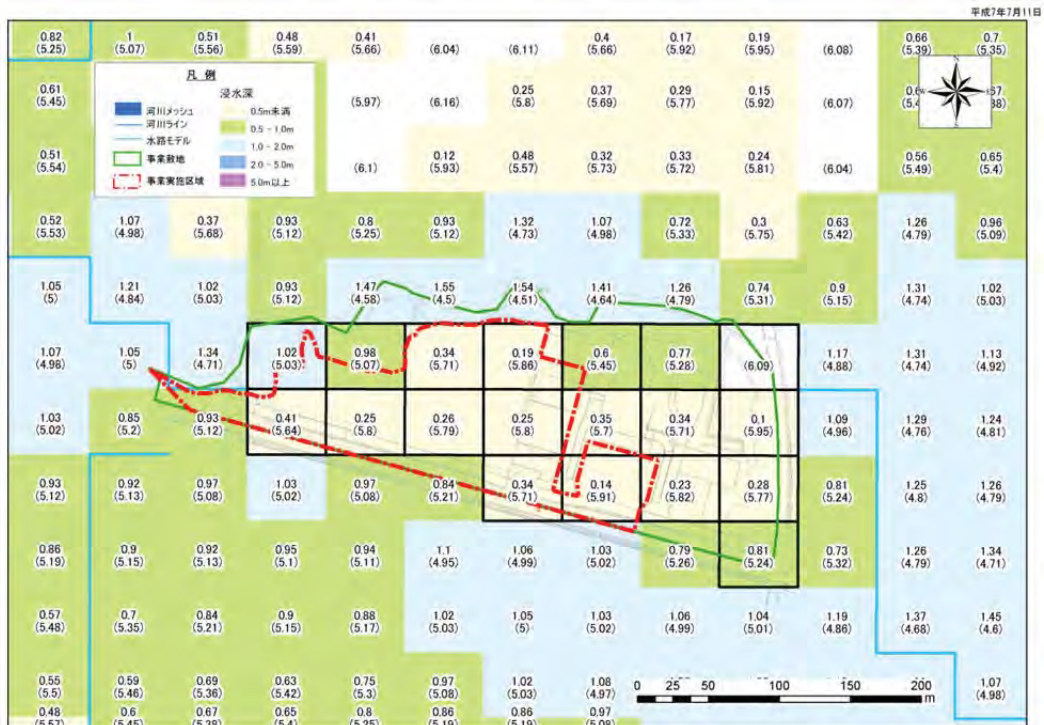 平成7年7月11日
0.82 1 0.51 0.48 0.41 0.4 0.17 0.19 0.66 0.7
(5.25) (5.07) (5.56) (5.59) (5.66) (6.04) (6.11) (5.66) (5.92) (5.95) (6.08) (5.39) (5.35)
凡 例
浸水深
河川メッシュ
河川ライン
水路モデル
事業敷地
事業実施区域
0.5m未満
0.5 - 1.0m
1.0 - 2.0m
2.0 - 5.0m
5.0m以上
N
W
0.61 0.25 0.37 0.29 0.15
(5.45) (5.97) (6.16) (5.8) (5.69) (5.77) (5.92) (6.07)
0.51 0.12 0.48 0.32 0.33 0.24 0.56 0.65
(5.54) (6.1) (5.93) (5.57) (5.73) (5.72) (5.81) (6.04) (5.49) (5.4)
0.52 1.07 0.37 0.93 0.8 0.93 1.32 1.07 0.72 0.3 0.63 1.26 0.96
(5.53) (4.98) (5.68) (5.12) (5.25) (5.12) (4.73) (4.98) (5.33) (5.75) (5.42) (4.79) (5.09)
1.05 1.21 1.02 0.93 1.47 1.55 1.54 1.41 1.26 0.74 0.9 1.31 1.02
(5) (4.84) (5.03) (5.12) (4.58) (4.5) (4.51) (4.64) (4.79) (5.31) (5.15) (4.74) (5.03)
1.07 1.05 1.34 1.02 0.98 0.34 0.19 0.6 0.77 1.17 1.31 1.13
(4.98) (5) (4.71) (5.03) (5.07) (5.71) (5.86) (5.45) (5.28) (6.09) (4.88) (4.74) (4.92)
1.03 0.85 0.93 0.41 0.25 0.26 0.25 0.35 0.34 0.1 1.09 1.29 1.24
(5.02) (5.2) (5.12) (5.64) (5.8) (5.79) (5.8) (5.7) (5.71) (5.95) (4.96) (4.76) (4.81)
0.93 0.92 0.97 1.03 0.97 0.84 0.34 0.14 0.23 0.28 0.81 1.25 1.26
(5.12) (5.13) (5.08) (5.02) (5.08) (5.21) (5.71) (5.91) (5.82) (5.77) (5.24) (4.8) (4.79)
0.86 0.9 0.92 0.95 0.94 1.1 1.06 1.03 0.79 0.81 0.73 1.26 1.34
(5.19) (5.15) (5.13) (5.1) (5.11) (4.95) (4.99) (5.02) (5.26) (5.24) (5.32) (4.79) (4.71)
0.57 0.7 0.84 0.9 0.88 1.02 1.05 1.03 1.06 1.04 1.19 1.37 1.45
(5.48) (5.35) (5.21) (5.15) (5.17) (5.03) (5) (5.02) (4.99) (5.01) (4.86) (4.68) (4.6)
0.55 0.59 0.69 0.63 0.75 0.97 1.02 1.08 1.07
(5.5) (5.46) (5.36) (5.42) (5.3) (5.08) (5.03) (4.97) (4.98)
0 25 50 100 150 200
m
0.48 0.6 0.67 0.65 0.8 0.86 0.86 0.97